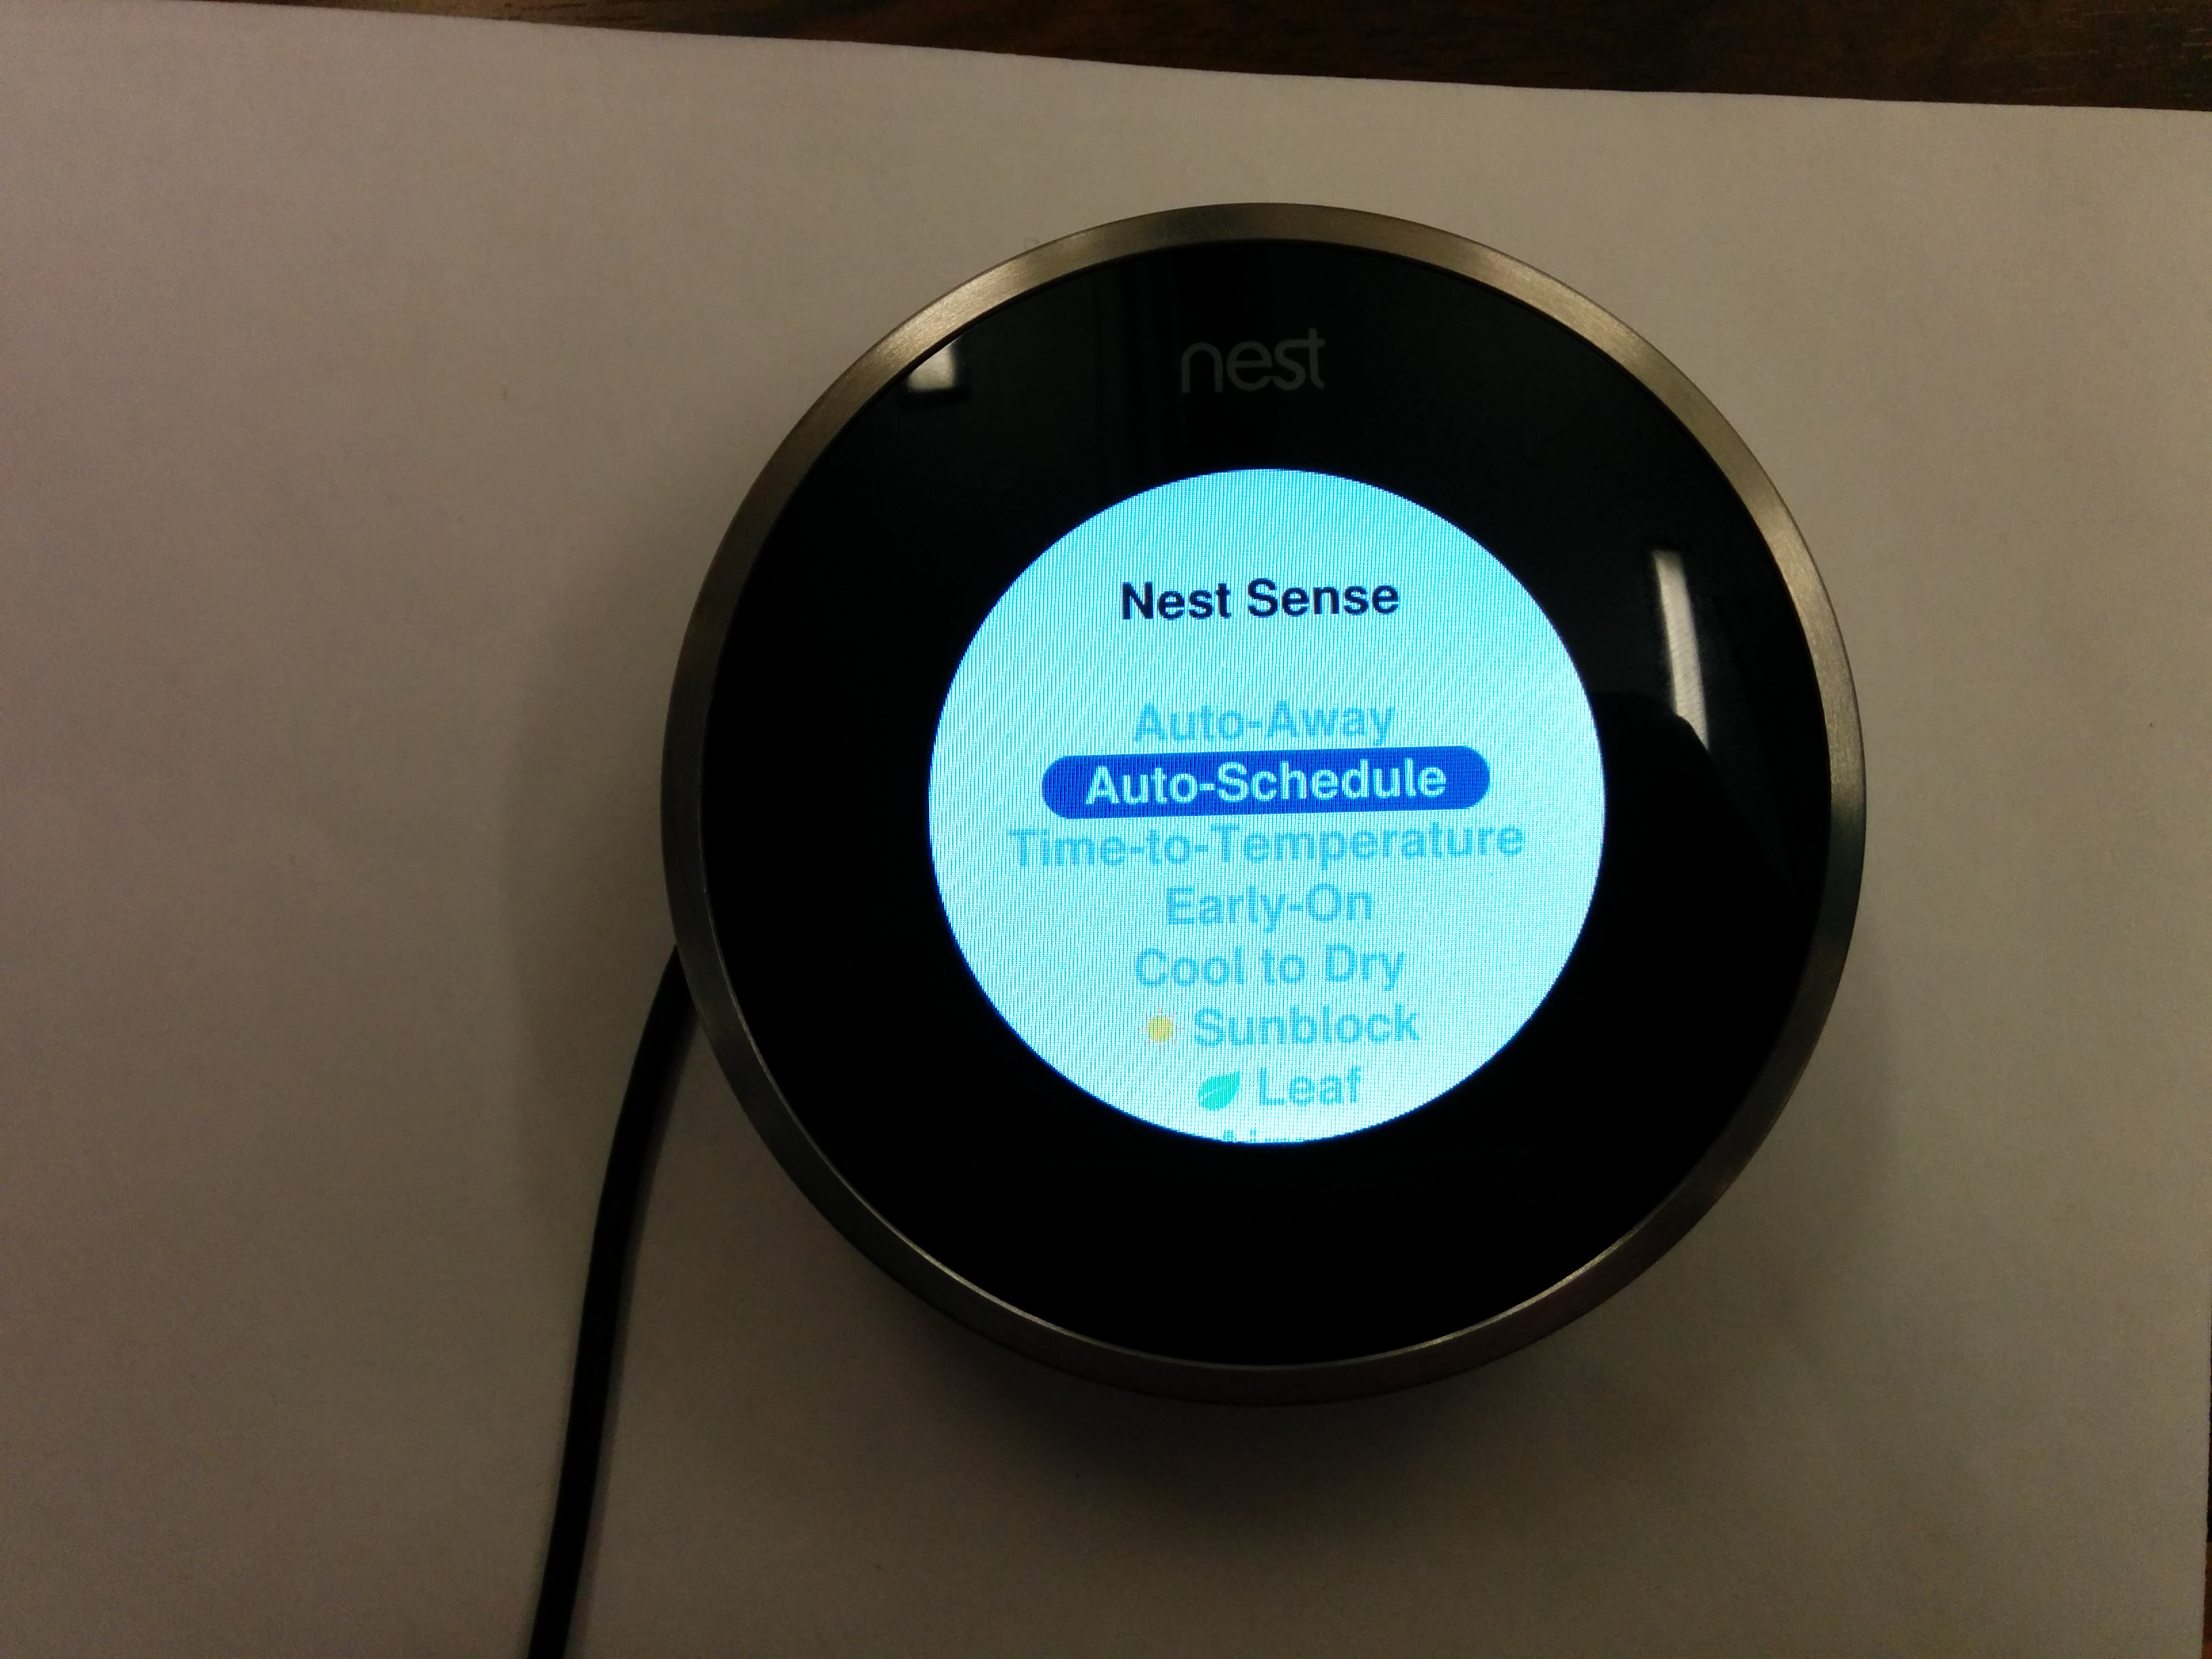 nest
Nest Sense
Auto-Away
Auto-Schedule
Time-to-Temperature
Early-On
Cool to Dry
Sunblock
Leaf